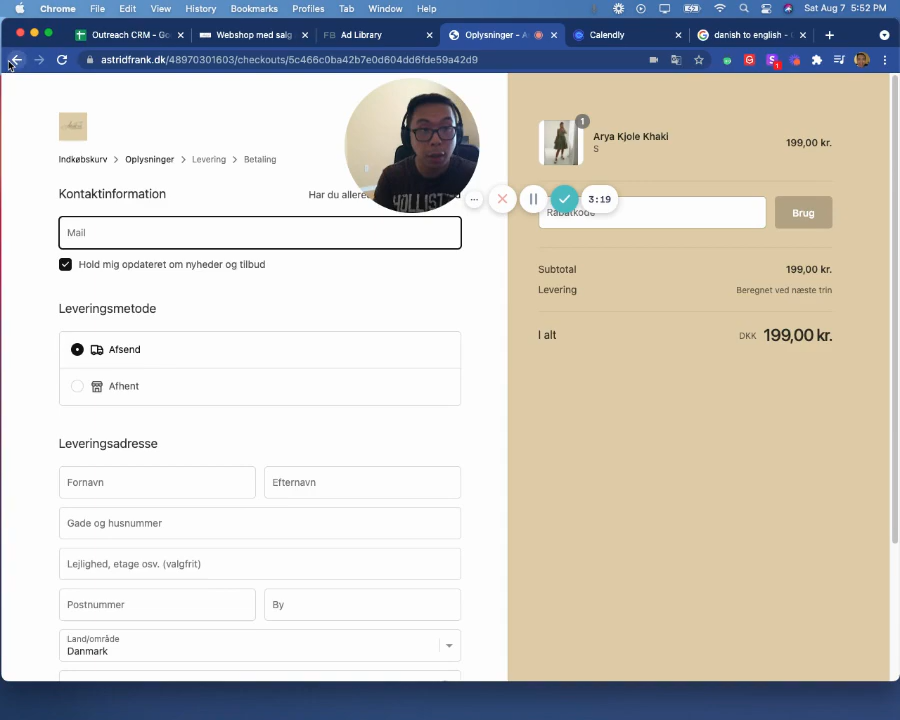 Chrome File Edit View History Bookmarks Profiles Tab Window Help Sat Aug 7 5:52 PM
Outreach CRM - Go Webshop med salg FB Ad Library Oplysninger - A Calendly danish to english - G
astridfrank.dk/48970301603/checkouts/5c466c0ba42b7e0d604dd6fde59a42d9
Indkøbskurv > Oplysninger > Levering > Betaling
Kontaktinformation
Har du allere
Mail
Hold mig opdateret om nyheder og tilbud
Leveringsmetode
Afsend
Afhent
Leveringsadresse
Fornavn
Efternavn
Gade og husnummer
Lejlighed, etage osv. (valgfrit)
Postnummer
By
Land/område
Danmark
HOLLISTER
3:19
1
Arya Kjole Khaki
S
199,00 kr.
Rabatkode
Brug
Subtotal 199,00 kr.
Levering Beregnet ved næste trin
I alt DKK 199,00 kr.